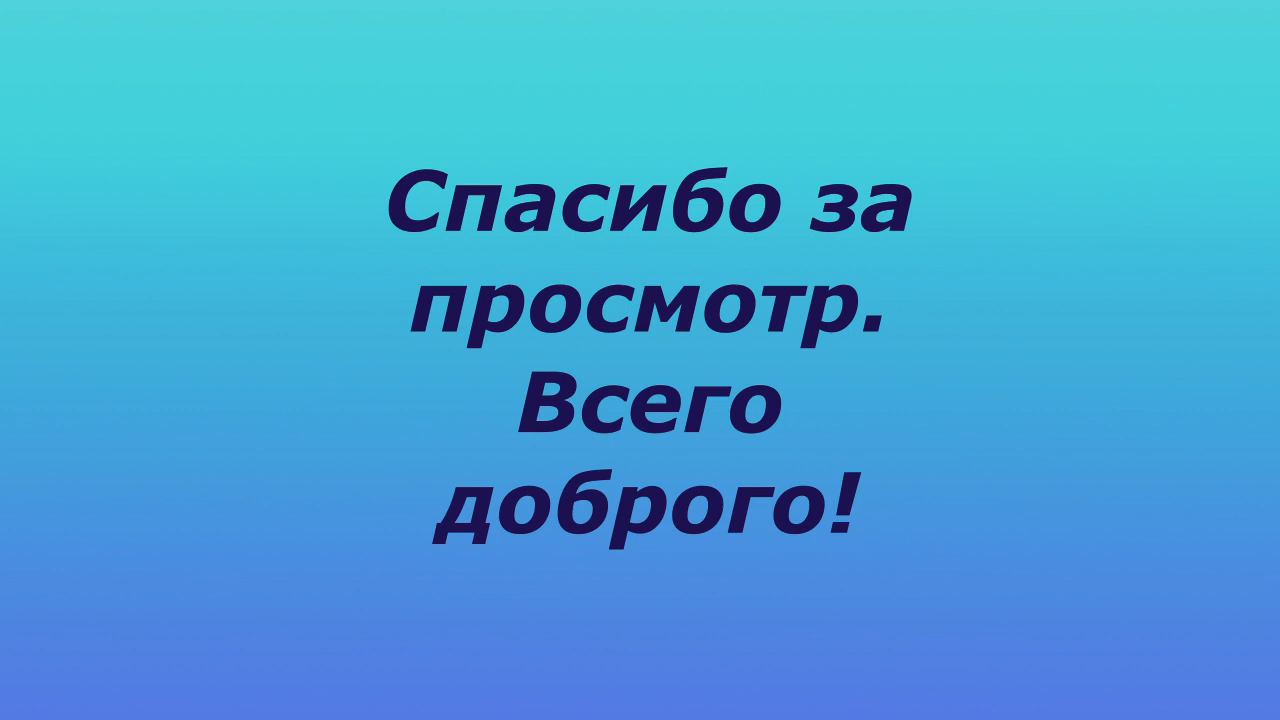 Спасибо за
просмотр.
Всего
доброго!